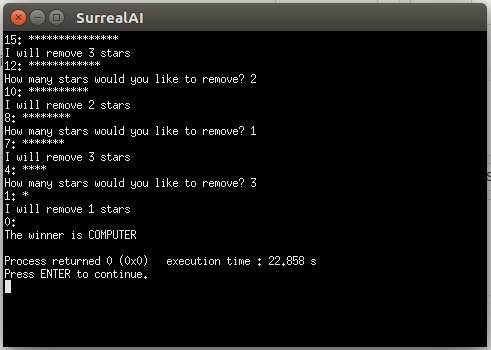 SurrealAI
15: ***************
I will remove 3 stars
12: ************
How many stars would you like to remove? 2
10: **********
I will remove 2 stars
8: ********
How many stars would you like to remove? 1
7: *******
I will remove 3 stars
4: ****
How many stars would you like to remove? 3
1: *
I will remove 1 stars
0:
The winner is COMPUTER
Process returned 0 (0x0)   execution time : 22.858 s
Press ENTER to continue.